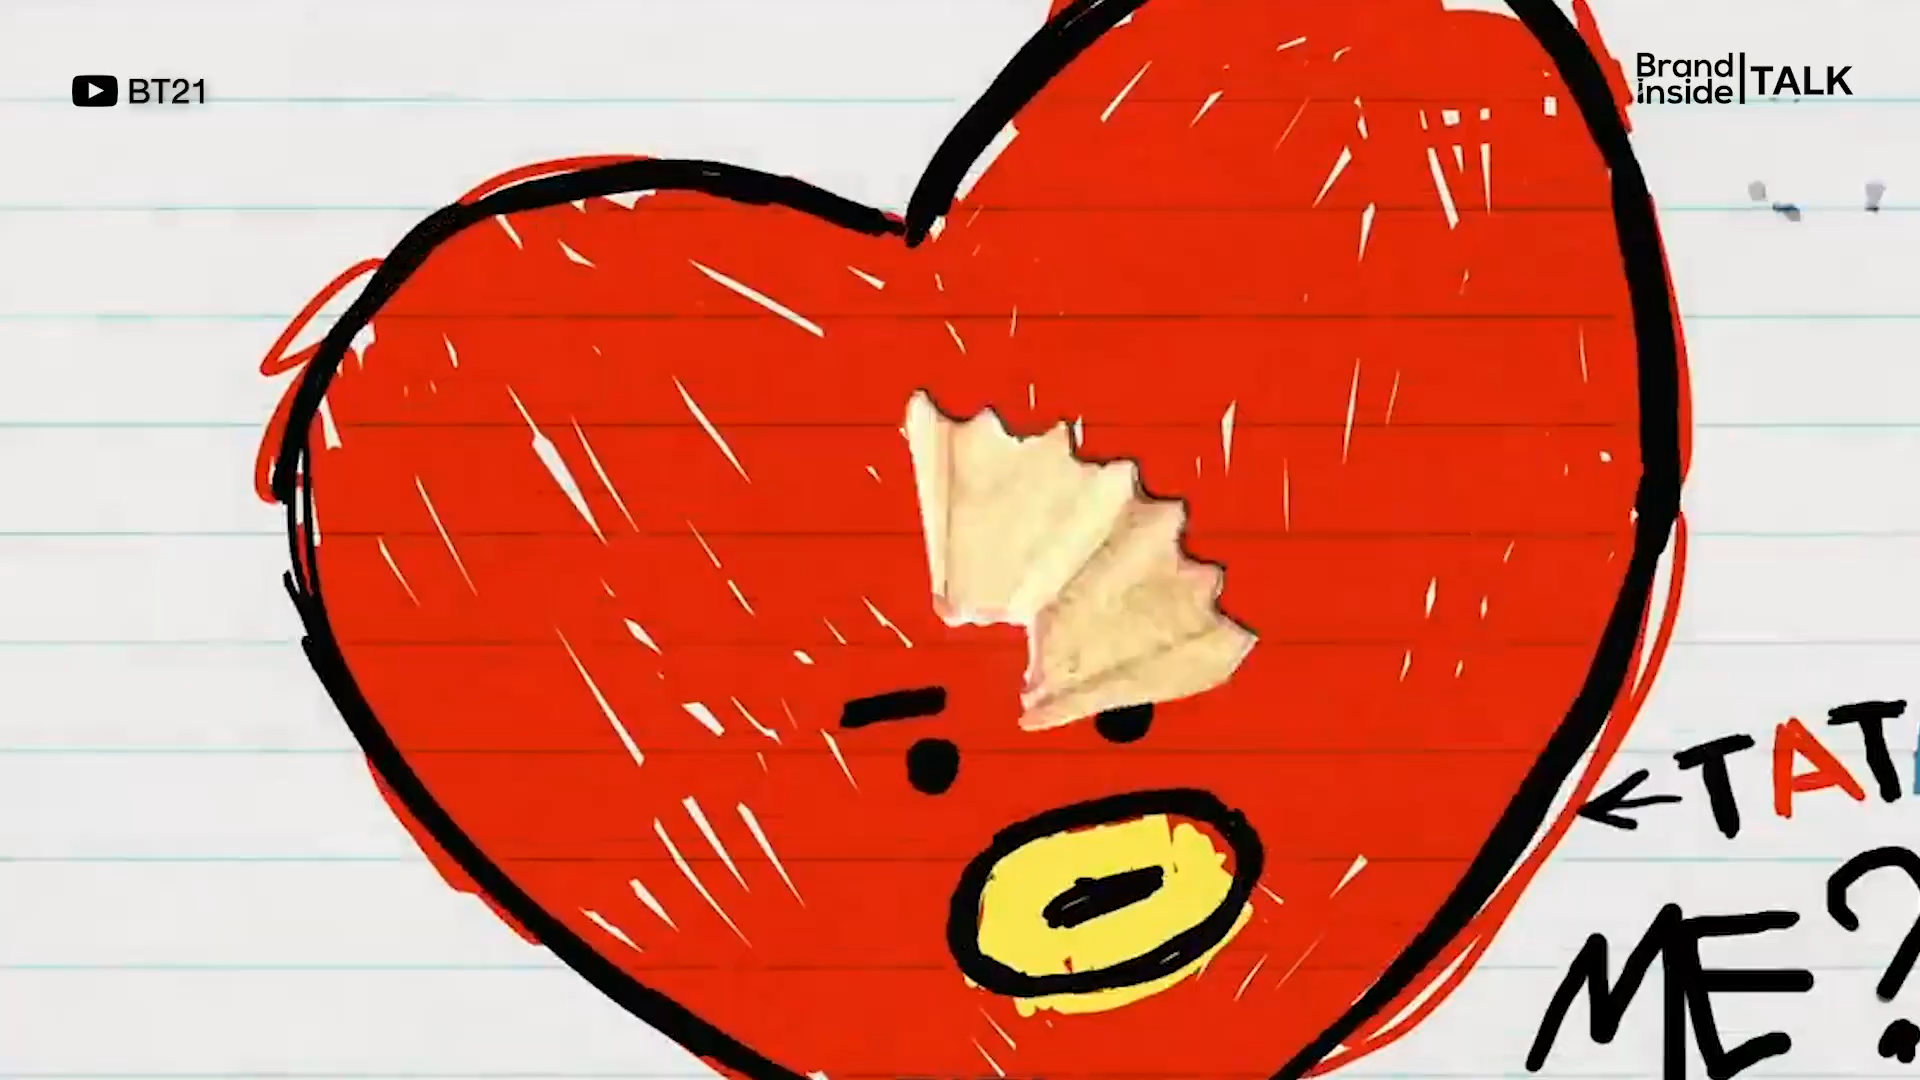 BT21
Brand
inside
TALK
TAT
ME?